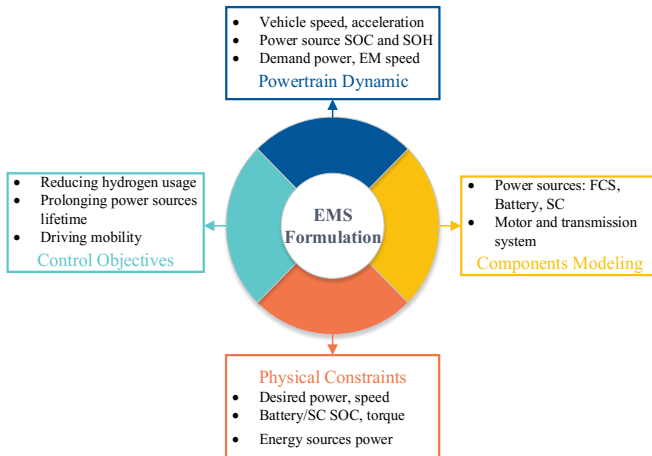 • Vehicle speed, acceleration
• Power source SOC and SOH
• Demand power, EM speed
Powertrain Dynamic
• Reducing hydrogen usage
• Prolonging power sources
lifetime
• Driving mobility
Control Objectives
EMS
Formulation
• Power sources: FCS,
Battery, SC
• Motor and transmission
system
Components Modeling
Physical Constraints
• Desired power, speed
• Battery/SC SOC, torque
• Energy sources power